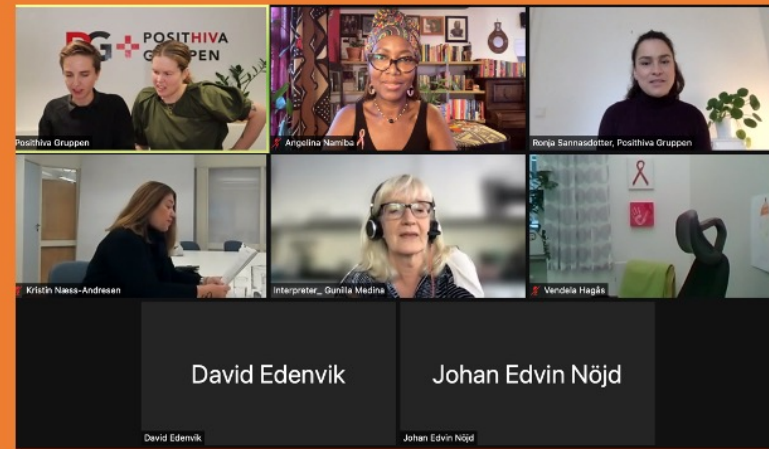 PG+ POSITHIVA
GRUPPEN
Posithiva Gruppen
Angelina Namiba
Ronja Sannasdotter, Posithiva Gruppen
Kristin Næss-Andresen
Interpreter_ Gunilla Medina
Vendela Hagås
David Edenvik
Johan Edvin Nöjd
David Edenvik
Johan Edvin Nöjd